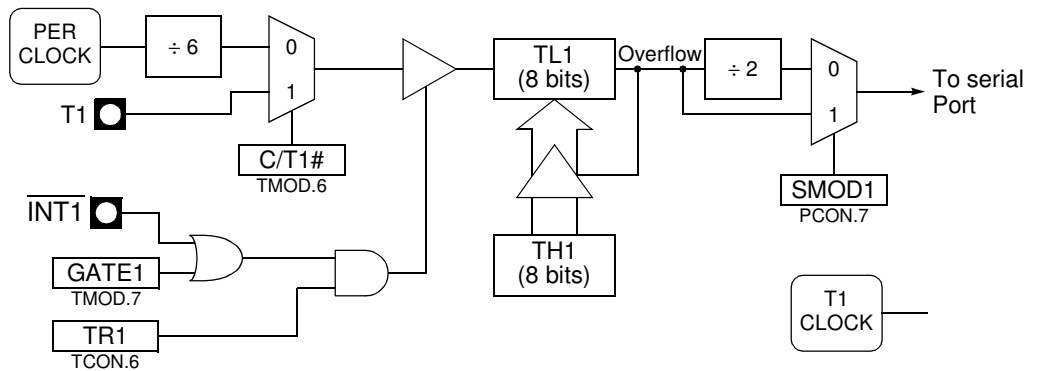 PER
CLOCK
÷ 6
0
1
T1
C/T1#
TMOD.6
TL1
(8 bits)
Overflow
÷ 2
0
1
To serial
Port
SMOD1
PCON.7
INT1
GATE1
TMOD.7
TR1
TCON.6
TH1
(8 bits)
T1
CLOCK